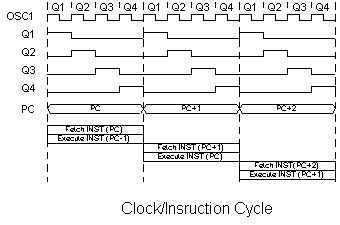 Q1 Q2 Q3 Q4 Q1 Q2 Q3 Q4 Q1 Q2 Q3 Q4
OSC1
Q1
Q2
Q3
Q4
PC PC PC+1 PC+2
Fetch INST (PC)
Execute INST (PC-1)
Fetch INST (PC+1)
Execute INST (PC)
Fetch INST(PC+2)
Execute INST (PC+1)
Clock/Insruction Cycle